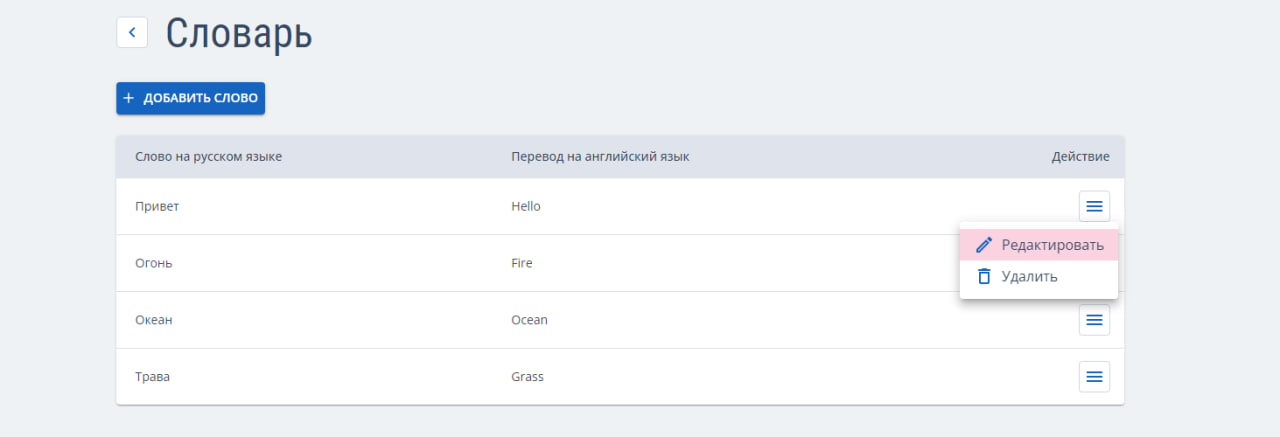 Словарь
+ ДОБАВИТЬ СЛОВО
Слово на русском языке Перевод на английский язык Действие
Привет Hello
Редактировать
Огонь Fire
Удалить
Океан Ocean
Трава Grass